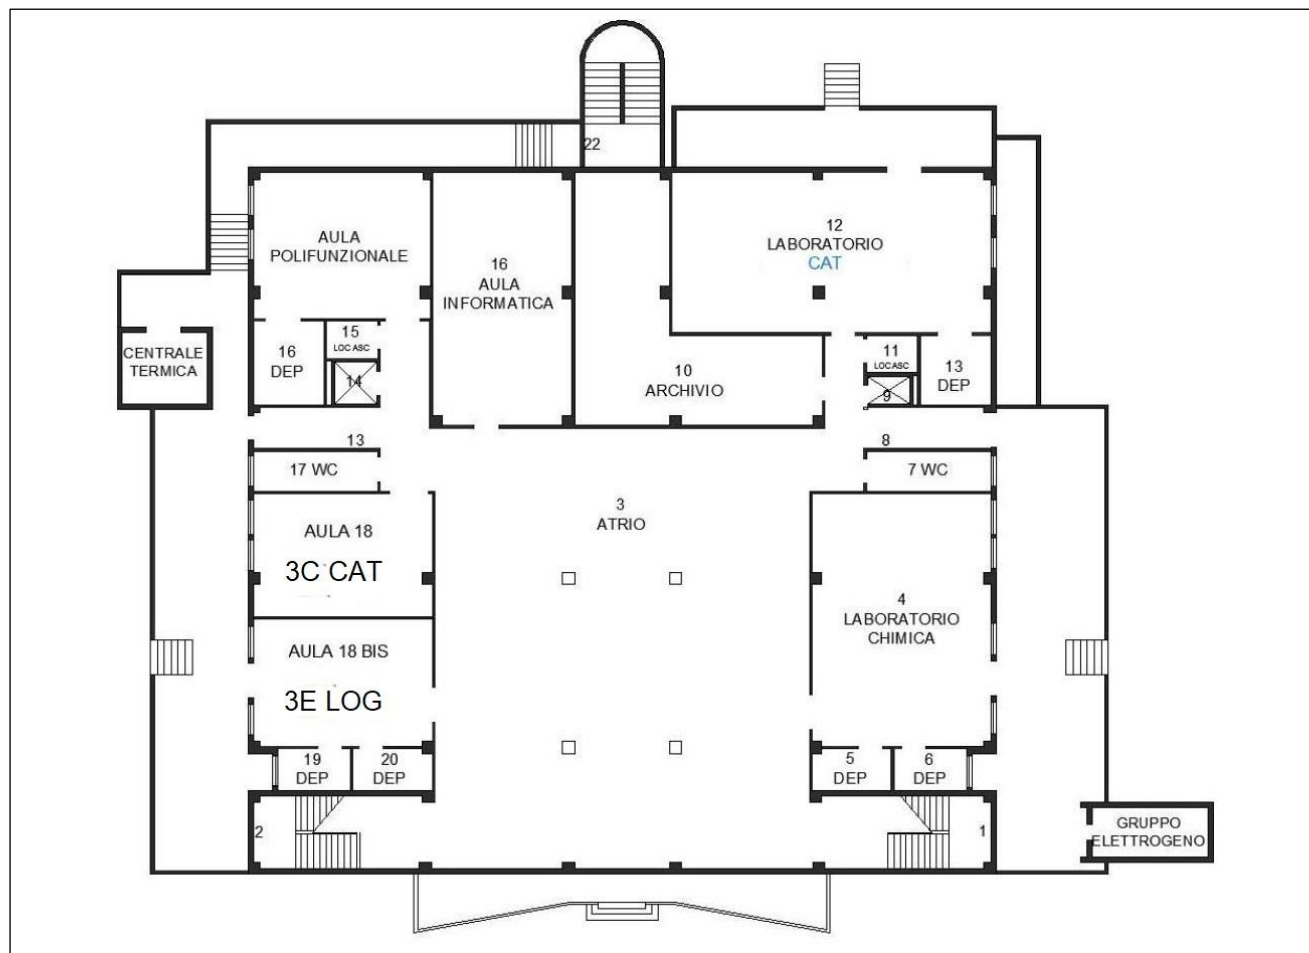 22
AULA
POLIFUNZIONALE
16
AULA
INFORMATICA
12
LABORATORIO
CAT
CENTRALE
TERMICA
16
DEP
15
LOC ASC
14
10
ARCHIVIO
11
LOC ASC
9
13
DEP
13
17 WC
8
7 WC
AULA 18
3C CAT
3
ATRIO
AULA 18 BIS
3E LOG
4
LABORATORIO
CHIMICA
19
DEP
20
DEP
5
DEP
6
DEP
2
1
GRUPPO
ELETTROGENO